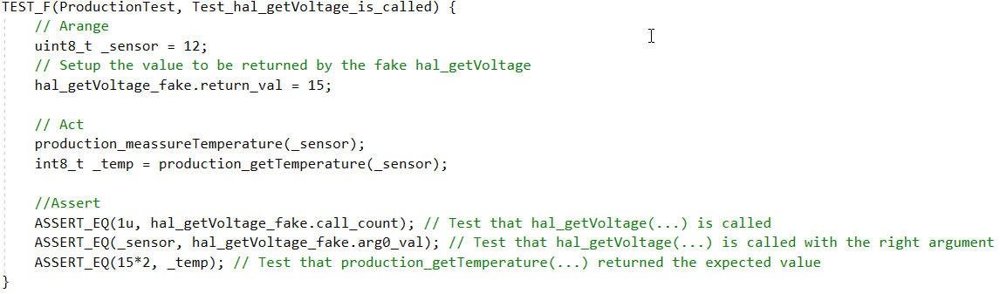 TEST_F(ProductionTest, Test_hal_getVoltage_is_called) {
    // Arange
    uint8_t _sensor = 12;
    // Setup the value to be returned by the fake hal_getVoltage
    hal_getVoltage_fake.return_val = 15;

    // Act
    production_meassureTemperature(_sensor);
    int8_t _temp = production_getTemperature(_sensor);

    //Assert
    ASSERT_EQ(1u, hal_getVoltage_fake.call_count); // Test that hal_getVoltage(...) is called
    ASSERT_EQ(_sensor, hal_getVoltage_fake.arg0_val); // Test that hal_getVoltage(...) is called with the right argument
    ASSERT_EQ(15*2, _temp); // Test that production_getTemperature(...) returned the expected value
}